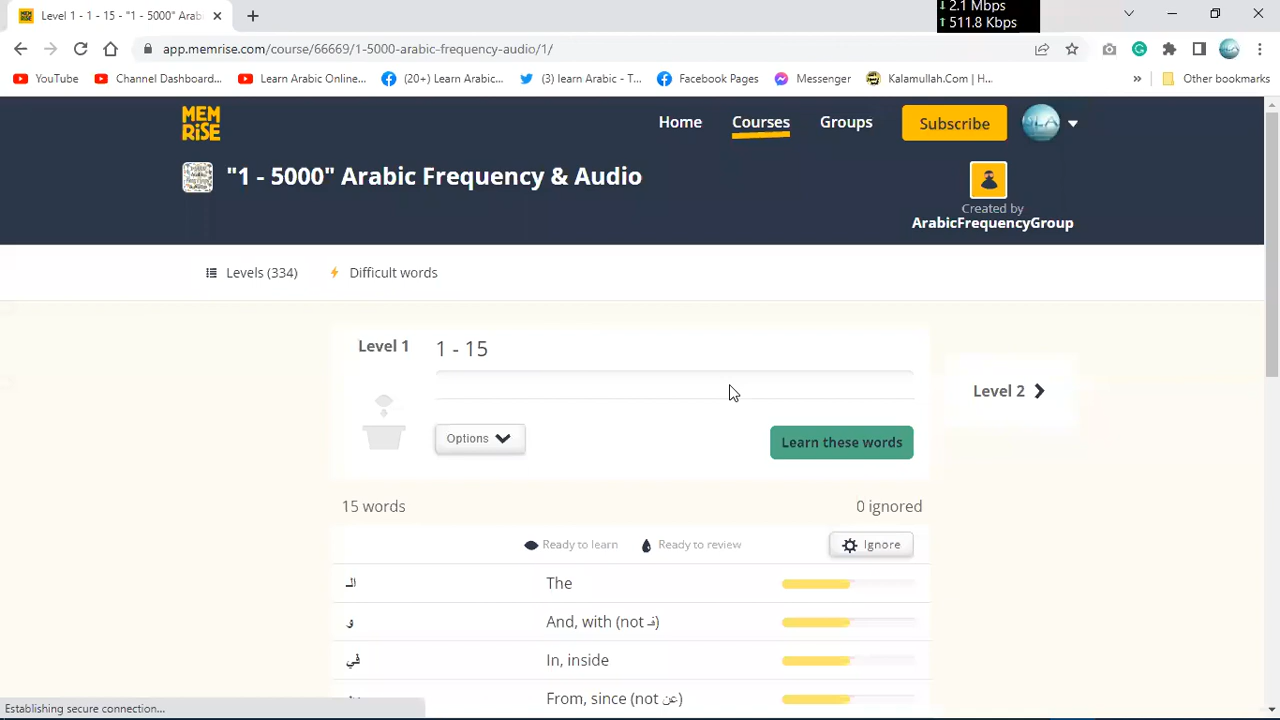 ↓ 2.1 Mbps
↑ 511.8 Kbps
Level 1 - 1 - 15 - "1 - 5000" Arab
app.memrise.com/course/66669/1-5000-arabic-frequency-audio/1/
YouTube
Channel Dashboard...
Learn Arabic Online...
(20+) Learn Arabic...
(3) learn Arabic - T...
Facebook Pages
Messenger
Kalamullah.Com | H...
»
Other bookmarks
MEM
RiSE
Home
Courses
Groups
Subscribe
"1 - 5000" Arabic Frequency & Audio
Created by
ArabicFrequencyGroup
Levels (334)
Difficult words
Level 1
1 - 15
Level 2
Options
Learn these words
15 words
0 ignored
Ready to learn
Ready to review
Ignore
الـ The
و And, with (not فـ)
في In, inside
From, since (not عن)
Establishing secure connection...